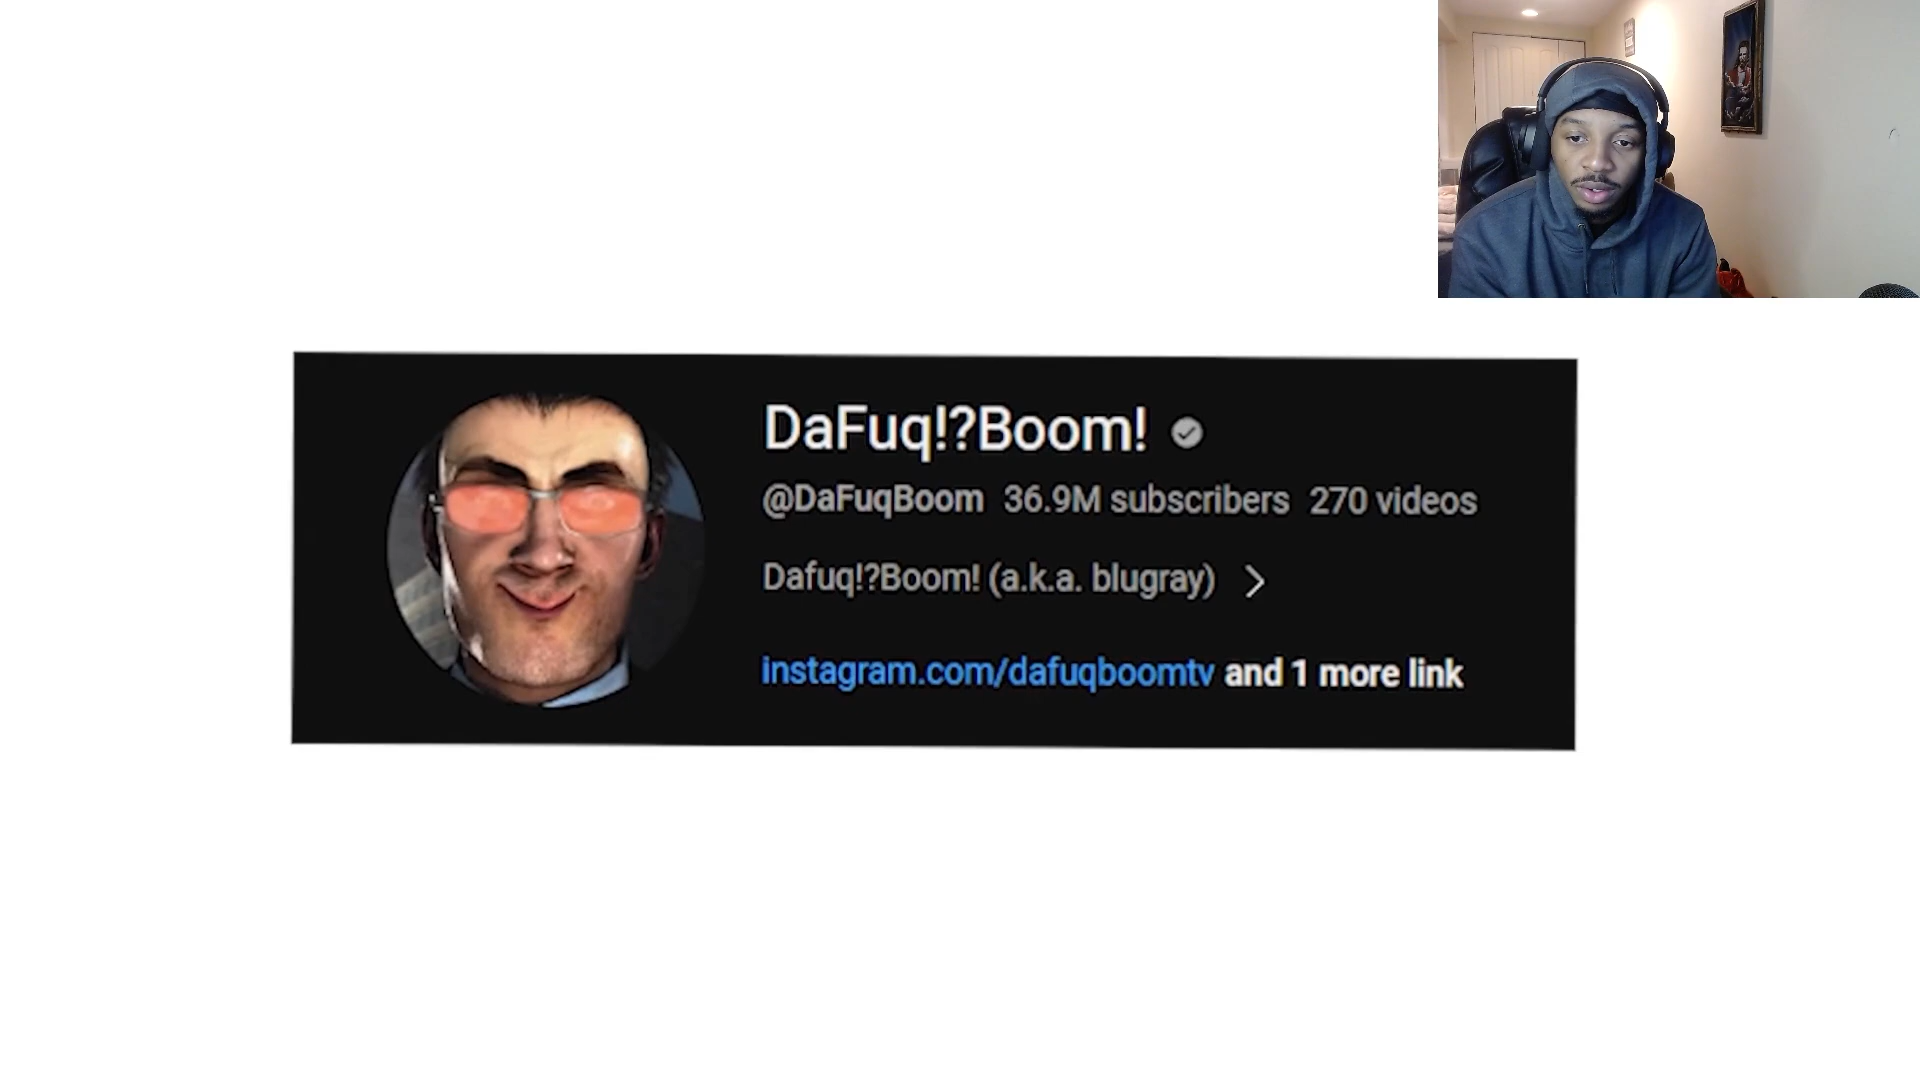 DaFuq!?Boom!
@DaFuqBoom 36.9M subscribers 270 videos
Dafuq!?Boom! (a.k.a. blugray)
instagram.com/dafuqboomtv and 1 more link